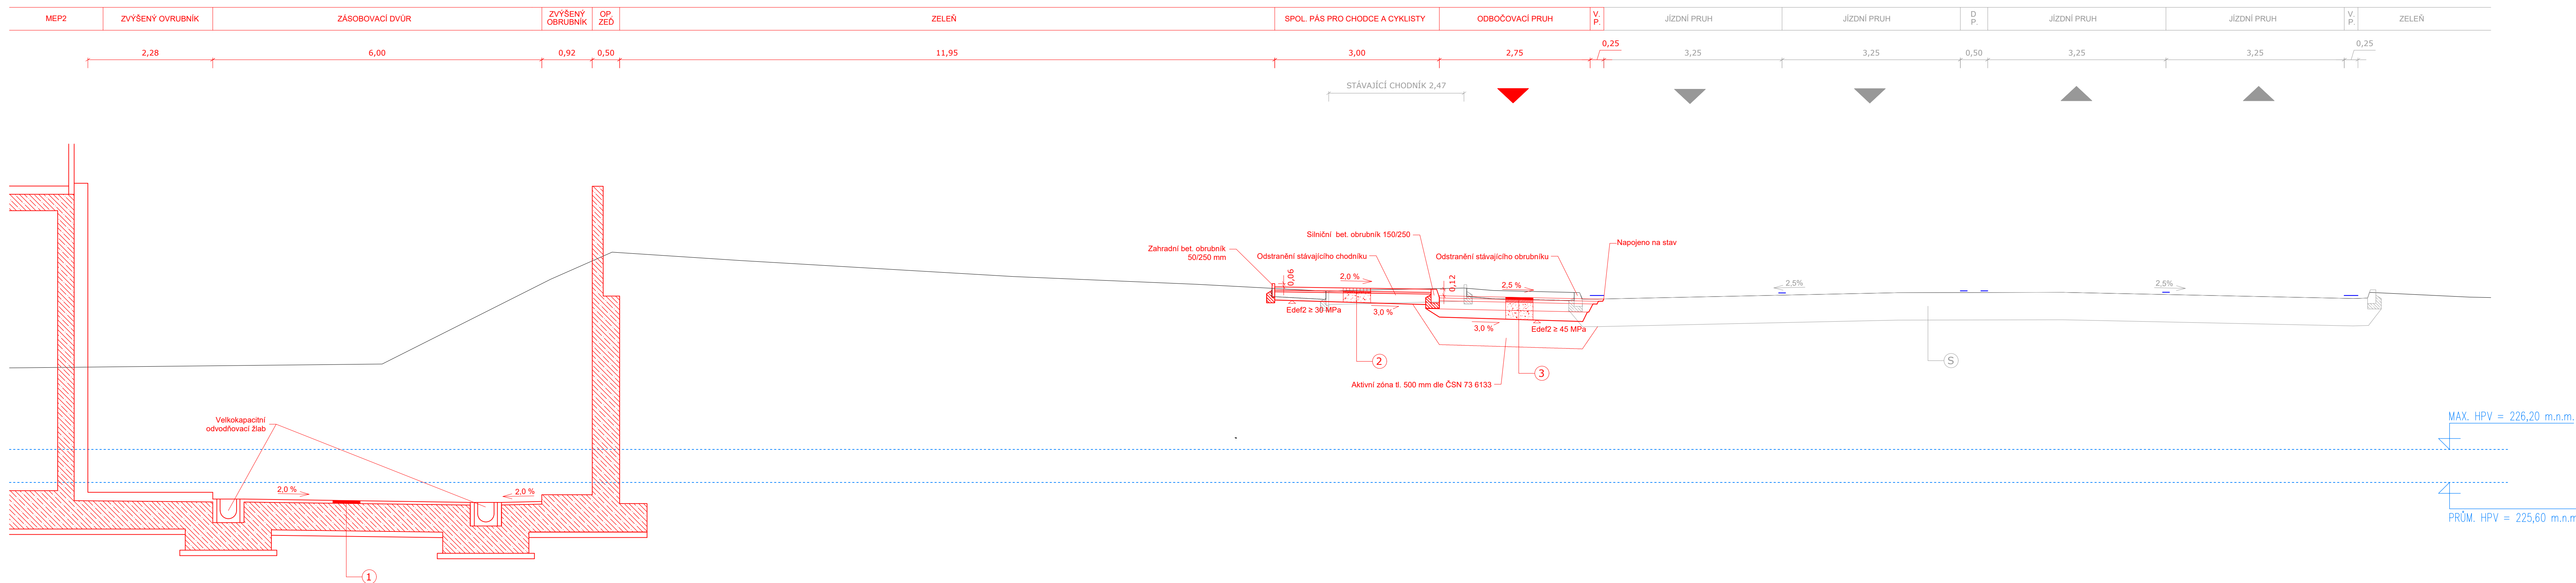 MEP2
ZVÝŠENÝ OVRUBNÍK
ZÁSOBOVACÍ DVŮR
ZVÝŠENÝ
OBRUBNÍK
OP.
ZEĎ
ZELEŇ
SPOL. PÁS PRO CHODCE A CYKLISTY
ODBOČOVACÍ PRUH
V.
P.
JÍZDNÍ PRUH
JÍZDNÍ PRUH
D
P.
JÍZDNÍ PRUH
JÍZDNÍ PRUH
V.
P.
ZELEŇ
2,28
6,00
0,92
0,50
11,95
3,00
2,75
0,25
3,25
3,25
0,50
3,25
3,25
0,25
STÁVAJÍCÍ CHODNÍK 2,47
Silniční bet. obrubník 150/250
Zahradní bet. obrubník
50/250 mm
Odstranění stávajícího chodníku
Odstranění stávajícího obrubníku
Napojeno na stav
0,06
2,0 %
0,12
2,5 %
2,5%
2,5%
Edef2 ≥ 30 MPa
3,0 %
3,0 %
Edef2 ≥ 45 MPa
2
3
S
Aktivní zóna tl. 500 mm dle ČSN 73 6133
Velkokapacitní
odvodňovací žlab
MAX. HPV = 226,20 m.n.m.
2,0 %
2,0 %
PRŮM. HPV = 225,60 m.n.m
1